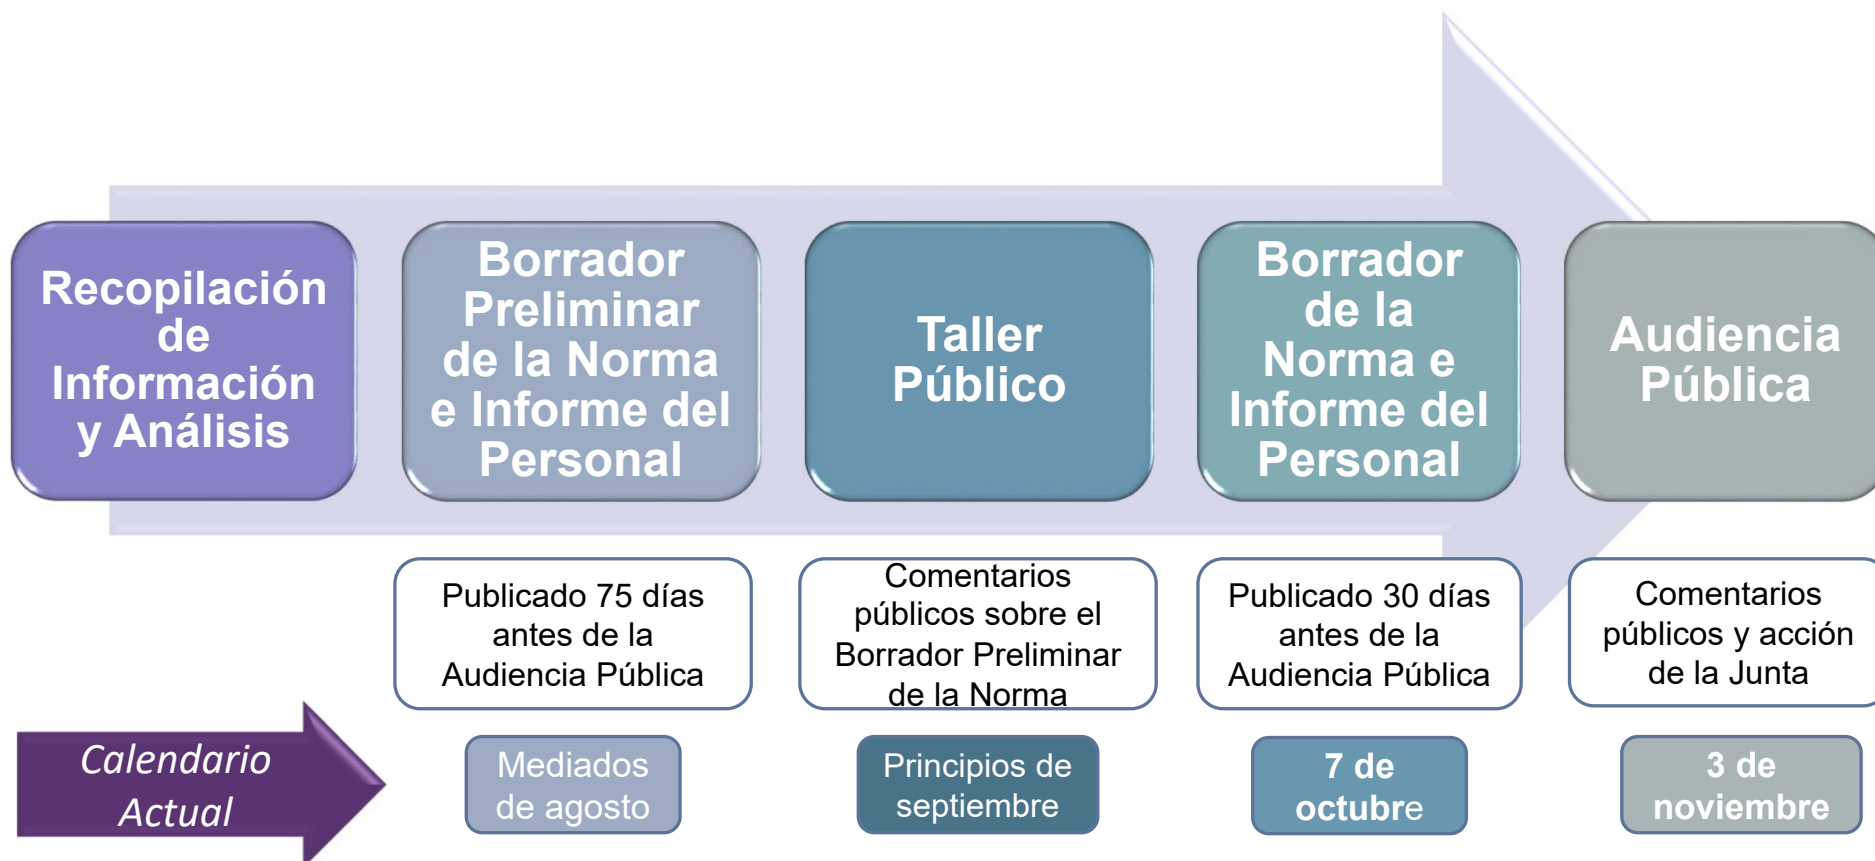 Recopilación
de
Información
y Análisis
Borrador
Preliminar
de la Norma
e Informe del
Personal
Taller
Público
Borrador
de la
Norma e
Informe del
Personal
Audiencia
Pública
Publicado 75 días
antes de la
Audiencia Pública
Comentarios
públicos sobre el
Borrador Preliminar
de la Norma
Publicado 30 días
antes de la
Audiencia Pública
Comentarios
públicos y acción
de la Junta
Calendario
Actual
Mediados
de agosto
Principios de
septiembre
7 de
octubre
3 de
noviembre